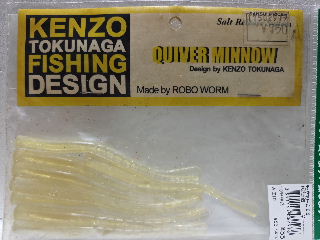 KENZO
TOKUNAGA
FISHING
DESIGN
Salt
QUIVER MINNOW
Design by KENZO TOKUNAGA
Made by ROBO WORM